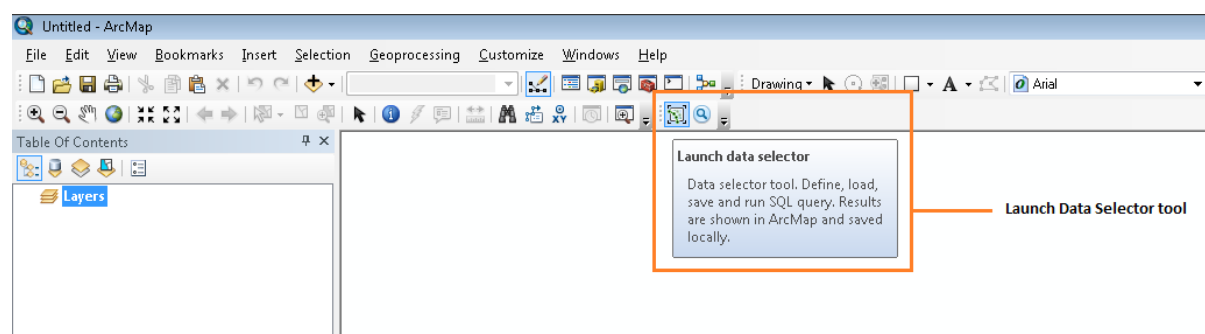 Untitled - ArcMap
File Edit View Bookmarks Insert Selection Geoprocessing Customize Windows Help
Drawing A Arial
Table Of Contents
Layers
Launch data selector
Data selector tool. Define, load,
save and run SQL query. Results
are shown in ArcMap and saved
locally.
Launch Data Selector tool